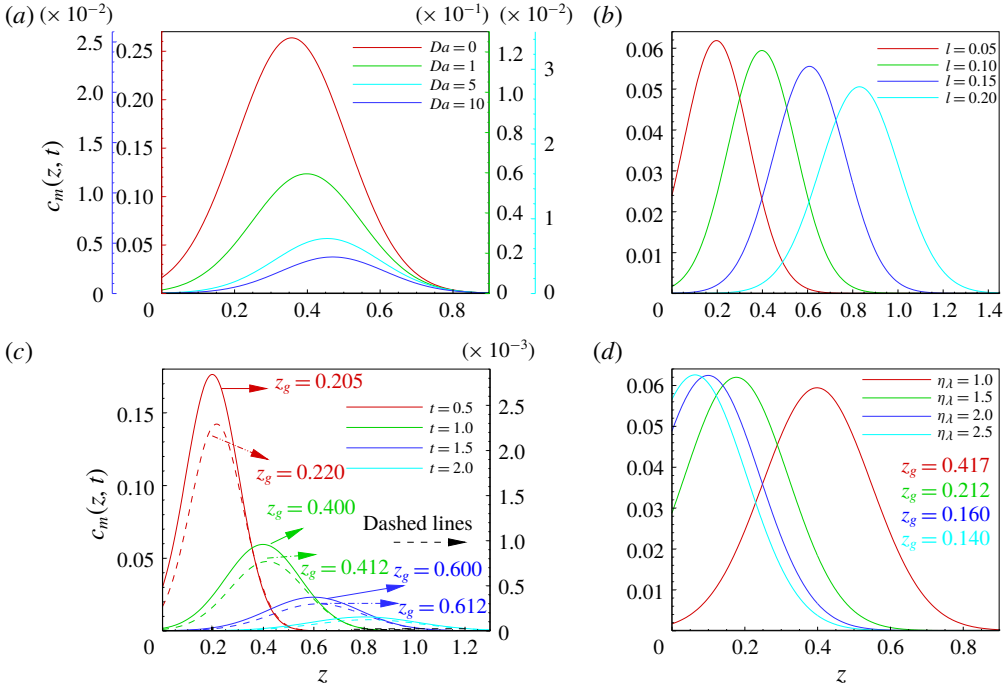 (a) (× 10⁻²) (× 10⁻¹) (× 10⁻²)
2.5 0.25 1.2 3
2.0 0.20 1.0
1.5 0.15 0.8 2
1.0 0.10 0.6
0.5 0.05 0.4 1
0 0 0.2
0 0
c_m(z, t)
Da = 0
Da = 1
Da = 5
Da = 10
0 0.2 0.4 0.6 0.8
(b)
0.06
0.05
0.04
0.03
0.02
0.01
l = 0.05
l = 0.10
l = 0.15
l = 0.20
0 0.2 0.4 0.6 0.8 1.0 1.2 1.4
(c) (× 10⁻³)
0.15
0.10
0.05
c_m(z, t)
2.5
2.0
1.5
1.0
0.5
0
t = 0.5
t = 1.0
t = 1.5
t = 2.0
z_g = 0.205
z_g = 0.220
z_g = 0.400
Dashed lines
z_g = 0.412
z_g = 0.600
z_g = 0.612
0 0.2 0.4 0.6 0.8 1.0 1.2
z
(d)
0.06
0.05
0.04
0.03
0.02
0.01
η_λ = 1.0
η_λ = 1.5
η_λ = 2.0
η_λ = 2.5
z_g = 0.417
z_g = 0.212
z_g = 0.160
z_g = 0.140
0 0.2 0.4 0.6 0.8
z